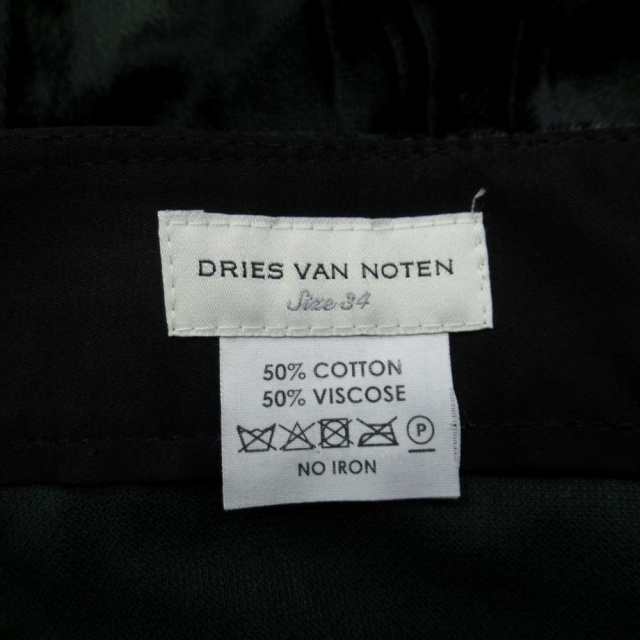 DRIES VAN NOTEN
Size 34
50% COTTON
50% VISCOSE
P
NO IRON